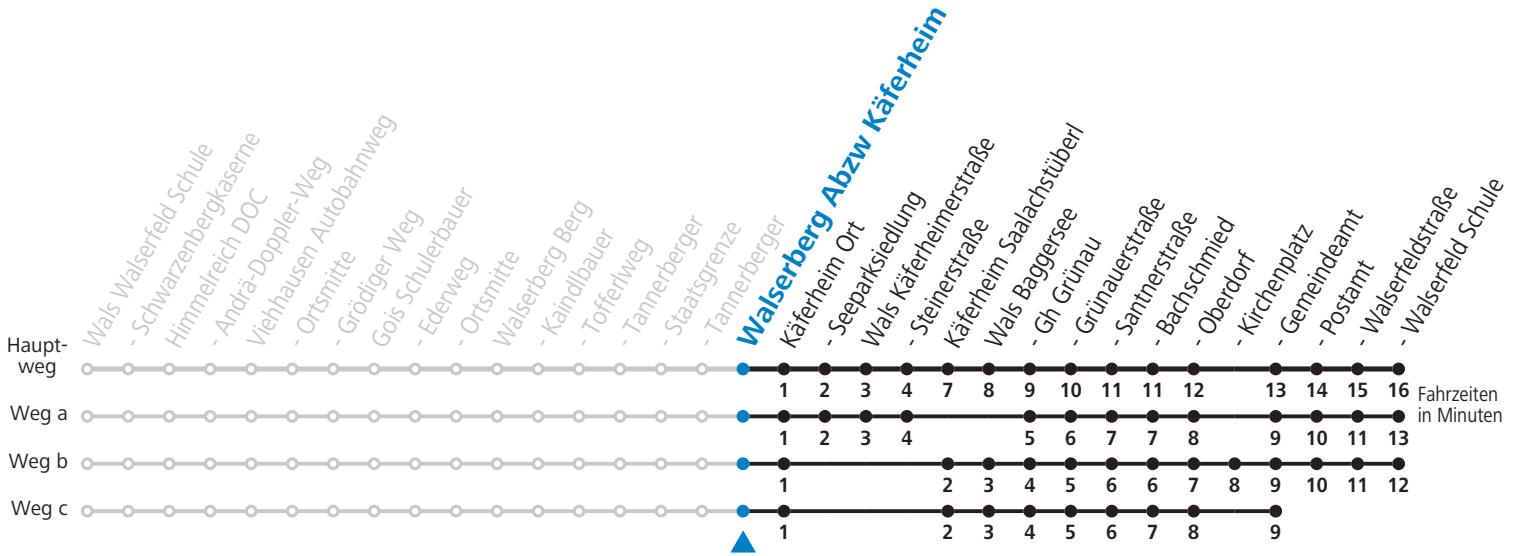 Wals Walserfeld Schule
- Schwarzenbergkaserne
Himmelreich DOC
- Andrä-Doppler-Weg
Viehhausen Autobahnweg
- Ortsmitte
- Grödiger Weg
Gois Schulerbauer
- Ederweg
- Ortsmitte
Walserberg Berg
- Kaindlbauer
- Tofferlweg
- Tannerberger
- Staatsgrenze
- Tannerberger
Walserberg Abzw Käferheim
Käferheim Ort
- Seeparksiedlung
Wals Käferheimerstraße
- Steinerstraße
Käferheim Saalachstüberl
Wals Baggersee
- Gh Grünau
- Grünauerstraße
- Santnerstraße
- Bachschmied
- Oberdorf
- Kirchenplatz
- Gemeindeamt
- Postamt
- Walserfeldstraße
- Walserfeld Schule
Haupt-
weg
1 2 3 4 7 8 9 10 11 11 12 13 14 15 16
Fahrzeiten
in Minuten
Weg a
1 2 3 4 5 6 7 7 8 9 10 11 13
Weg b
1 2 3 4 5 6 6 7 8 9 10 11 12
Weg c
1 2 3 4 5 6 7 8 9